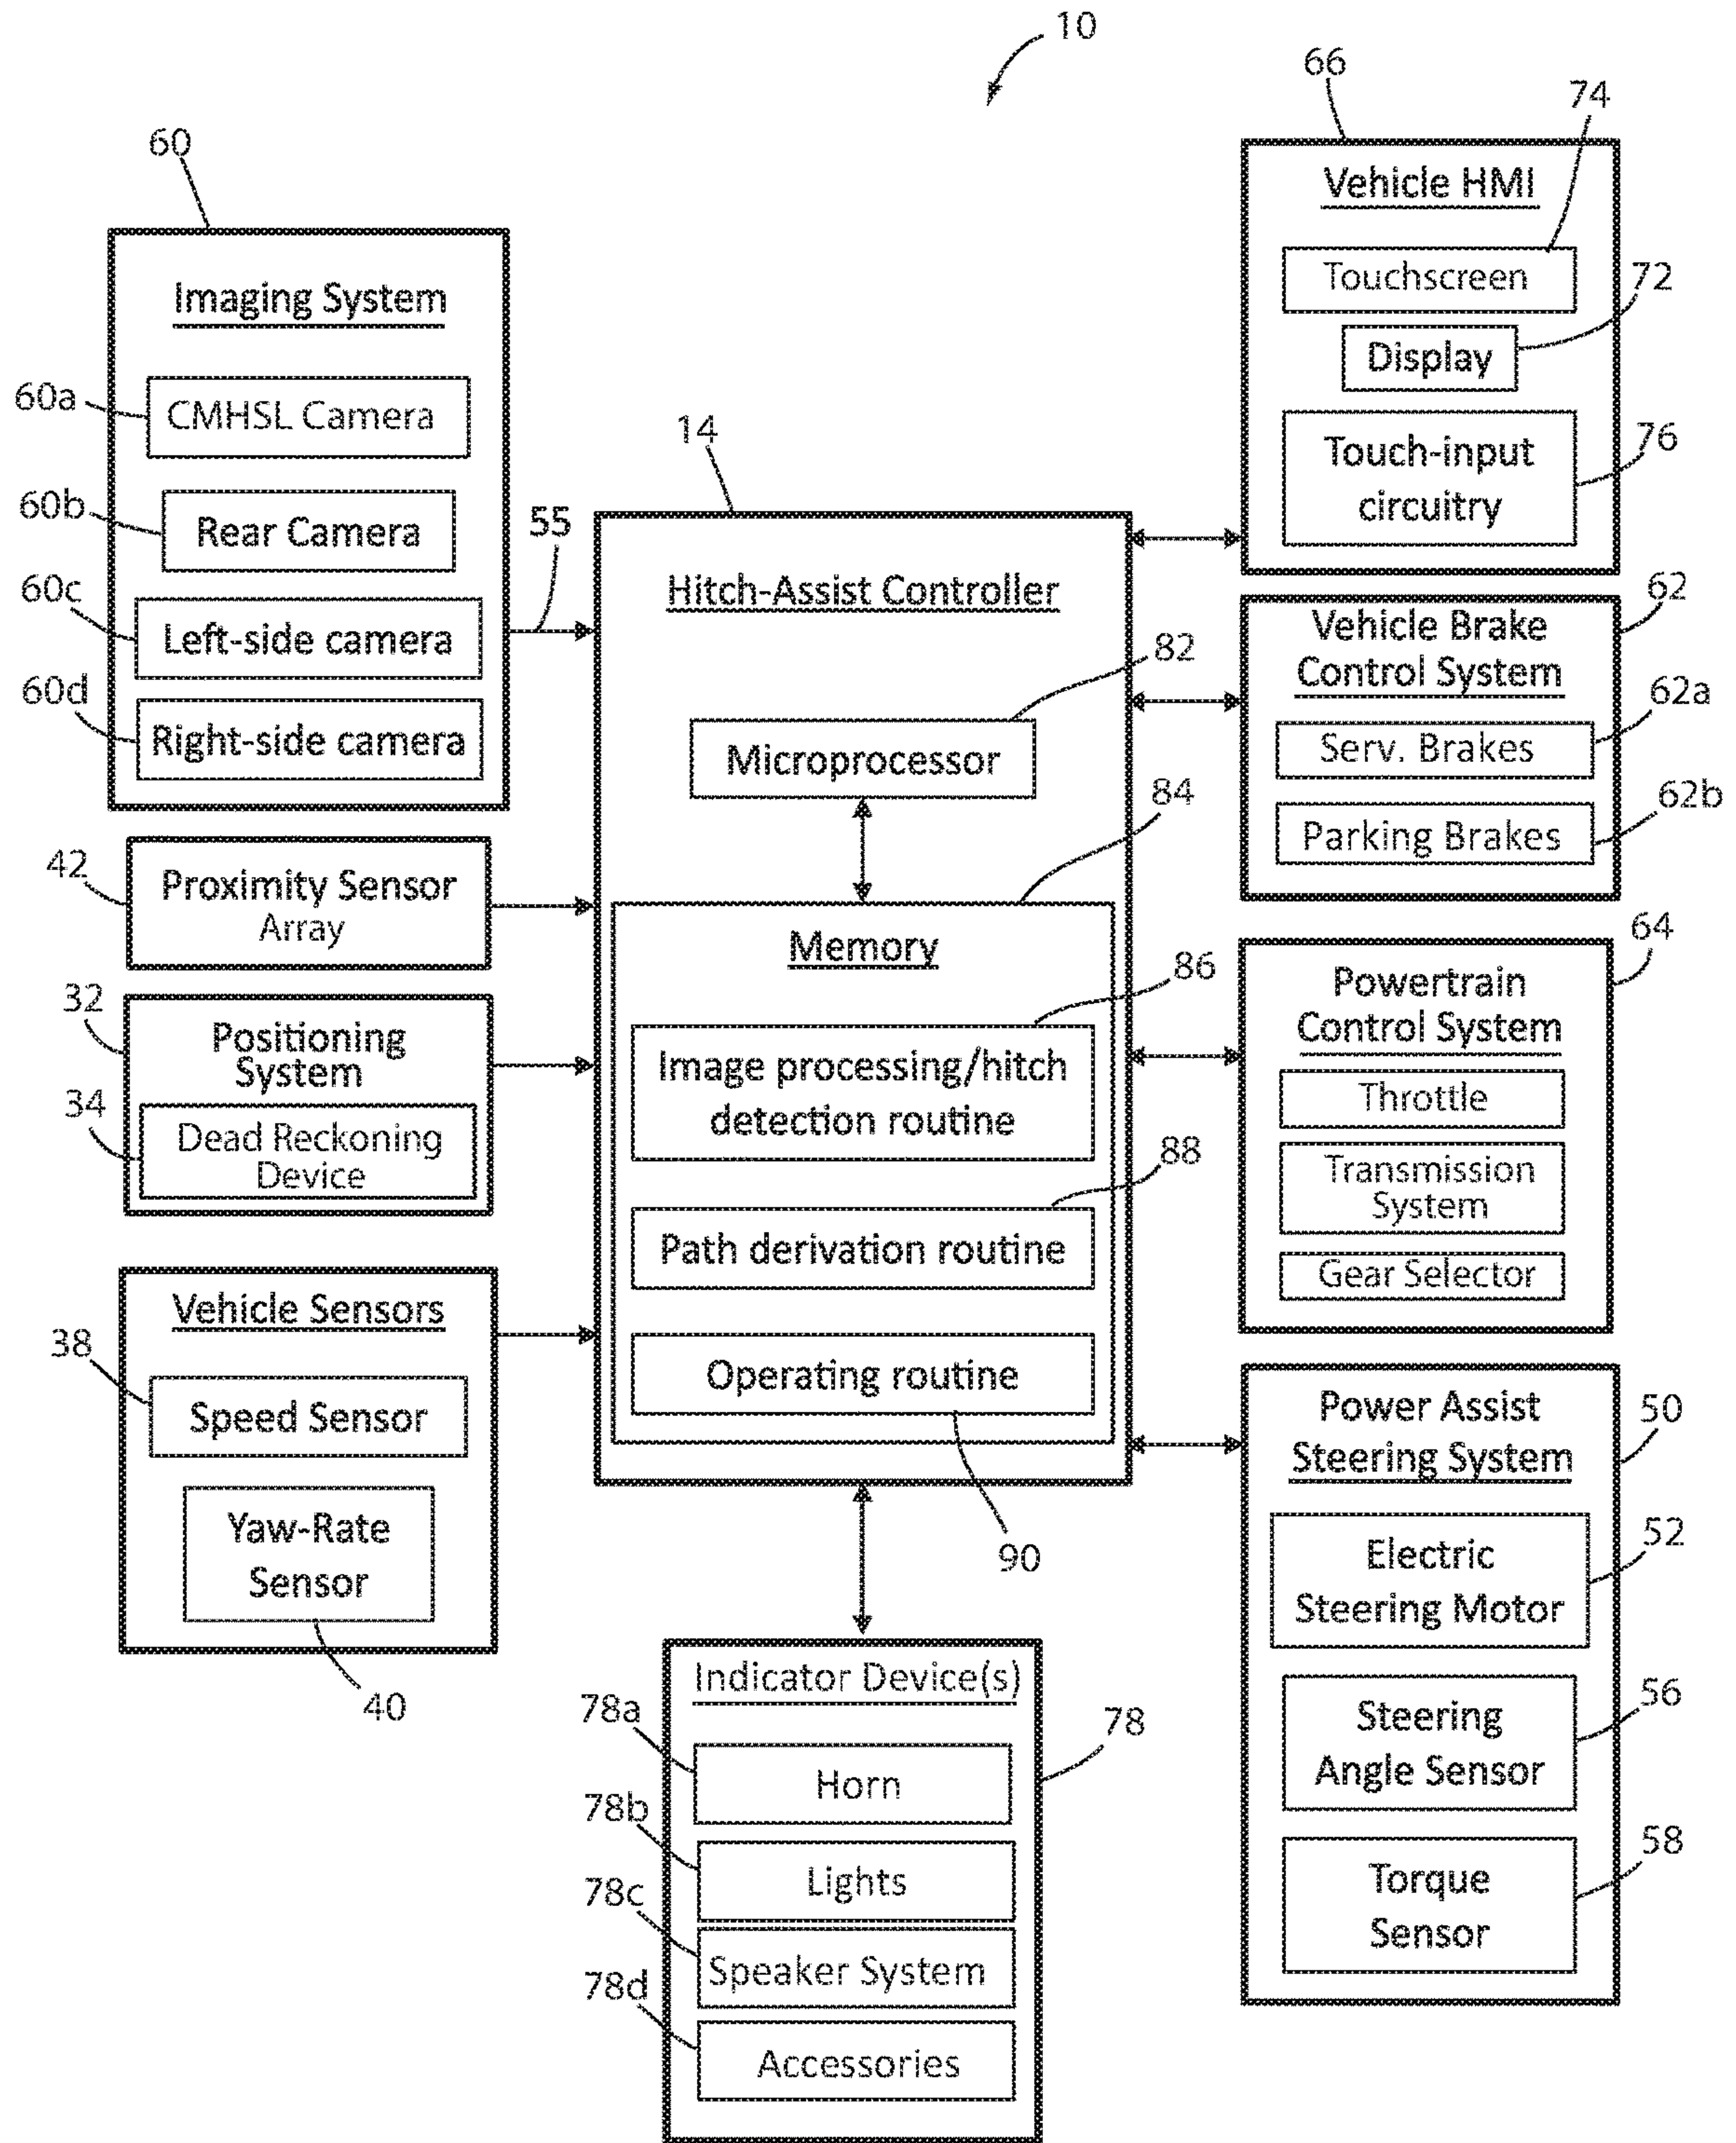 10
60
Imaging System
60a
CMHSL Camera
60b
Rear Camera
60c
Left-side camera
60d
Right-side camera
55
42
Proximity Sensor
Array
32
Positioning
System
34
Dead Reckoning
Device
Vehicle Sensors
38
Speed Sensor
Yaw-Rate
Sensor
40
14
Hitch-Assist Controller
82
Microprocessor
84
Memory
86
Image processing/hitch
detection routine
88
Path derivation routine
Operating routine
90
Indicator Device(s)
78
78a
Horn
78b
Lights
78c
Speaker System
78d
Accessories
66
74
Vehicle HMI
Touchscreen
72
Display
76
Touch-input
circuitry
62
Vehicle Brake
Control System
62a
Serv. Brakes
62b
Parking Brakes
64
Powertrain
Control System
Throttle
Transmission
System
Gear Selector
50
Power Assist
Steering System
52
Electric
Steering Motor
56
Steering
Angle Sensor
58
Torque
Sensor